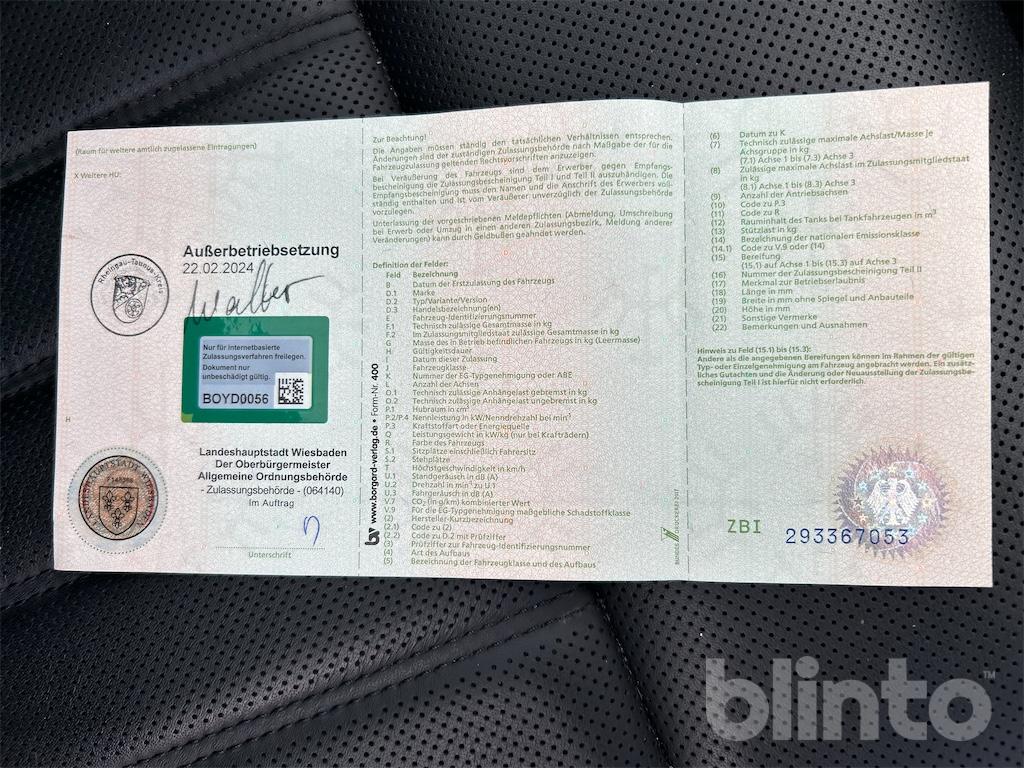 (Raum für weitere amtlich zugelassene Eintragungen)
X Weitere HU:
Rheingau-Taunus-Kreis
Außerbetriebsetzung
22.02.2024
Walter
Nur für internetbasierte
Zulassungsverfahren freilegen.
Dokument nur
unbeschädigt gültig.
BOYD0056
H
LANDESHAUPTSTADT WIESBADEN
Landeshauptstadt Wiesbaden
Der Oberbürgermeister
Allgemeine Ordnungsbehörde
- Zulassungsbehörde - (064140)
Im Auftrag
Unterschrift
www.borgard-verlag.de • Form-Nr. 400
Zur Beachtung!
Die Angaben müssen ständig den tatsächlichen Verhältnissen entsprechen.
Änderungen sind der zuständigen Zulassungsbehörde nach Maßgabe der für die
Fahrzeugzulassung geltenden Rechtsvorschriften anzuzeigen.
Bei Veräußerung des Fahrzeugs sind dem Erwerber gegen Empfangs-
bescheinigung die Zulassungsbescheinigung Teil I und Teil II auszuhändigen. Die
Empfangsbescheinigung muss den Namen und die Anschrift des Erwerbers voll-
ständig enthalten und ist vom Veräußerer unverzüglich der Zulassungsbehörde
vorzulegen.
Unterlassung der vorgeschriebenen Meldepflichten (Abmeldung, Umschreibung
bei Erwerb oder Umzug in einen anderen Zulassungsbezirk, Meldung anderer
Veränderungen) kann durch Geldbußen geahndet werden.
Definition der Felder:
Feld Bezeichnung
B Datum der Erstzulassung des Fahrzeugs
D.1 Marke
D.2 Typ/Variante/Version
D.3 Handelsbezeichnung(en)
E Fahrzeug-Identifizierungsnummer
F.1 Technisch zulässige Gesamtmasse in kg
F.2 Im Zulassungsmitgliedstaat zulässige Gesamtmasse in kg
G Masse des in Betrieb befindlichen Fahrzeugs in kg (Leermasse)
H Gültigkeitsdauer
I Datum dieser Zulassung
J Fahrzeugklasse
K Nummer der EG-Typgenehmigung oder ABE
L Anzahl der Achsen
O.1 Technisch zulässige Anhängelast gebremst in kg
O.2 Technisch zulässige Anhängelast ungebremst in kg
P.1 Hubraum in cm³
P.2/P.4 Nennleistung in kW/Nenndrehzahl bei min⁻¹
P.3 Kraftstoffart oder Energiequelle
Q Leistungsgewicht in kW/kg (nur bei Krafträdern)
R Farbe des Fahrzeugs
S.1 Sitzplätze einschließlich Fahrersitz
S.2 Stehplätze
T Höchstgeschwindigkeit in km/h
U.1 Standgeräusch in dB (A)
U.2 Drehzahl in min⁻¹ zu U.1
U.3 Fahrgeräusch in dB (A)
V.7 CO₂ (in g/km) kombinierter Wert
V.9 Für die EG-Typgenehmigung maßgebliche Schadstoffklasse
(2) Hersteller-Kurzbezeichnung
(2.1) Code zu (2)
(2.2) Code zu D.2 mit Prüfziffer
(3) Prüfziffer zur Fahrzeug-Identifizierungsnummer
(4) Art des Aufbaus
(5) Bezeichnung der Fahrzeugklasse und des Aufbaus
(6) Datum zu K
(7) Technisch zulässige maximale Achslast/Masse je
Achsgruppe in kg
(7.1) Achse 1 bis (7.3) Achse 3
(8) Zulässige maximale Achslast im Zulassungsmitgliedstaat
in kg
(8.1) Achse 1 bis (8.3) Achse 3
(9) Anzahl der Antriebsachsen
(10) Code zu P.3
(11) Code zu R
(12) Rauminhalt des Tanks bei Tankfahrzeugen in m³
(13) Stützlast in kg
(14) Bezeichnung der nationalen Emissionsklasse
(14.1) Code zu V.9 oder (14)
(15) Bereifung
(15.1) auf Achse 1 bis (15.3) auf Achse 3
(16) Nummer der Zulassungsbescheinigung Teil II
(17) Merkmal zur Betriebserlaubnis
(18) Länge in mm
(19) Breite in mm ohne Spiegel und Anbauteile
(20) Höhe in mm
(21) Sonstige Vermerke
(22) Bemerkungen und Ausnahmen
Hinweis zu Feld (15.1) bis (15.3):
Andere als die angegebenen Bereifungen können im Rahmen der gültigen
Typ- oder Einzelgenehmigung am Fahrzeug angebracht werden. Ein zusätz-
liches Gutachten und die Änderung oder Neuausstellung der Zulassungsbe-
scheinigung Teil I ist hierfür nicht erforderlich.
BUNDESDRUCKEREI
ZBI 293367053
blinto™